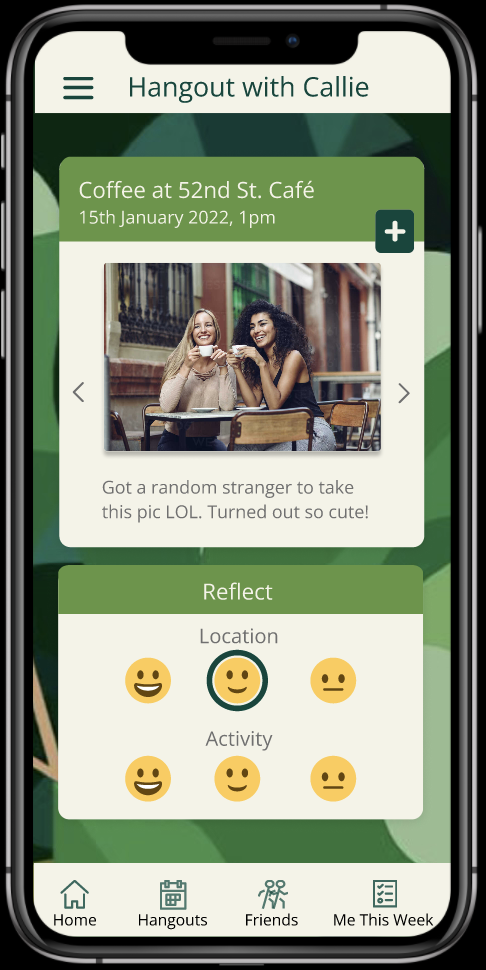 Hangout with Callie
Coffee at 52nd St. Café
15th January 2022, 1pm
Got a random stranger to take
this pic LOL. Turned out so cute!
Reflect
Location
Activity
Home
Hangouts
Friends
Me This Week